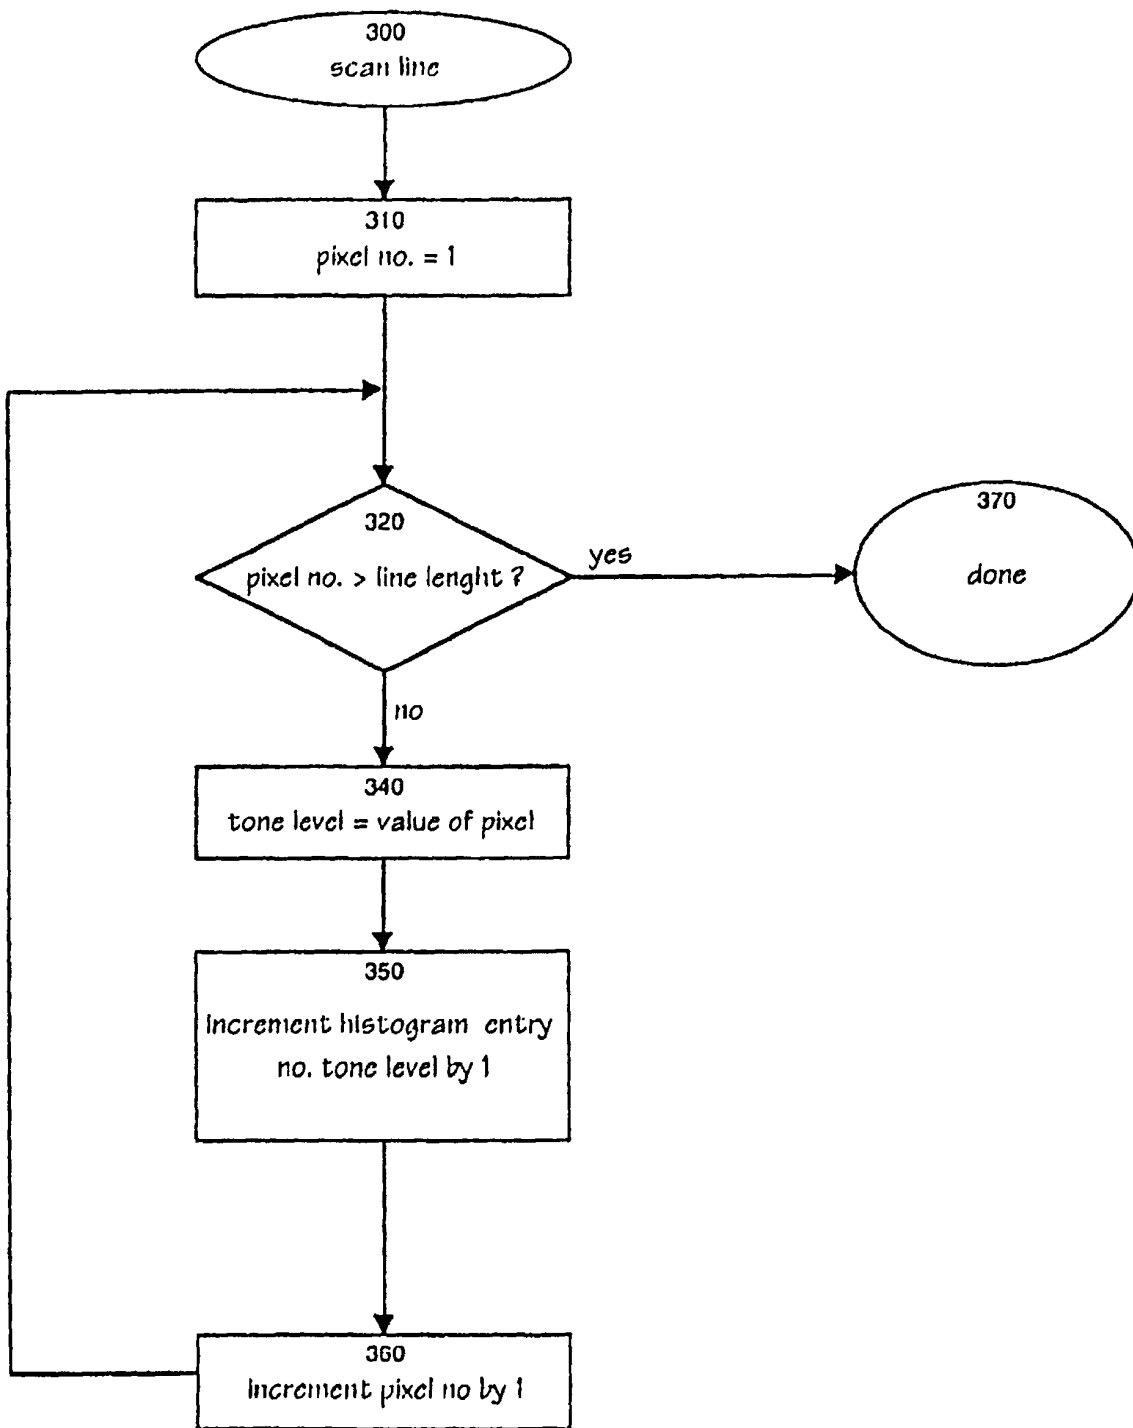 300
scan line
310
pixel no. = 1
320
pixel no. > line lenght ?
yes
370
done
no
340
tone level = value of pixel
350
increment histogram entry
no. tone level by 1
360
increment pixel no by 1